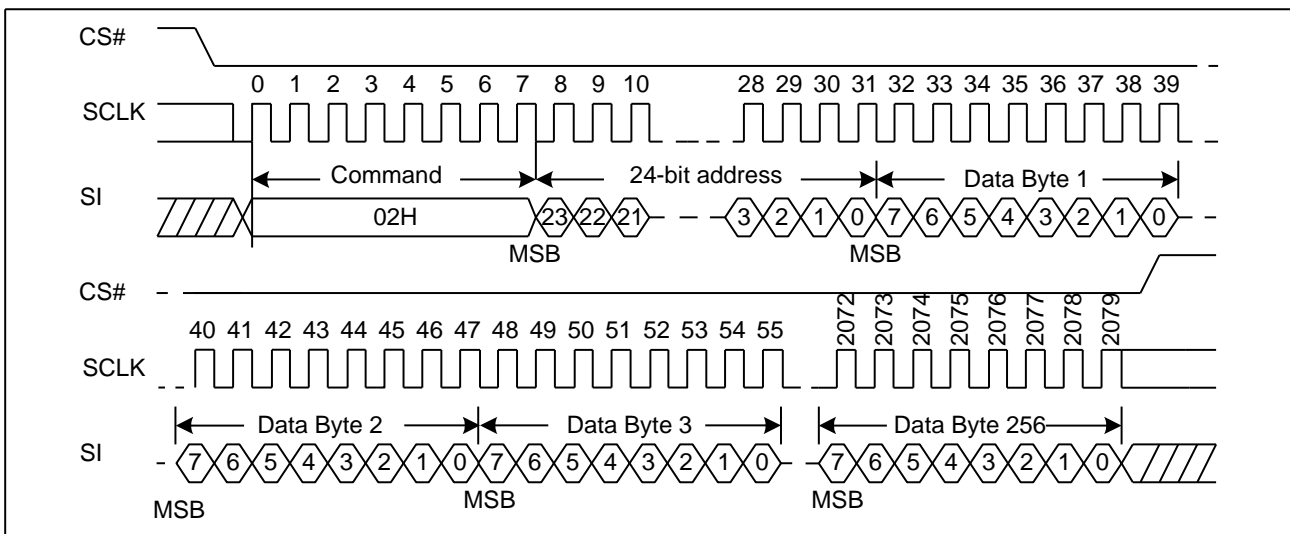 CS#
0 1 2 3 4 5 6 7 8 9 10 28 29 30 31 32 33 34 35 36 37 38 39
SCLK
Command 24-bit address Data Byte 1
SI
02H 23 22 21 3 2 1 0 7 6 5 4 3 2 1 0
MSB MSB
CS#
40 41 42 43 44 45 46 47 48 49 50 51 52 53 54 55 2072 2073 2074 2075 2076 2077 2078 2079
SCLK
Data Byte 2 Data Byte 3 Data Byte 256
SI
7 6 5 4 3 2 1 0 7 6 5 4 3 2 1 0 7 6 5 4 3 2 1 0
MSB MSB MSB